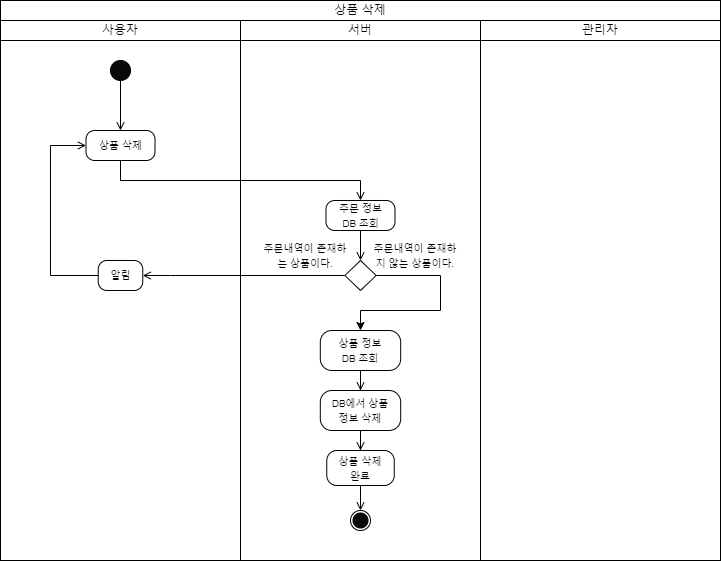 상품 삭제
사용자
서버
관리자
상품 삭제
주문 정보
DB 조회
주문내역이 존재하
는 상품이다.
주문내역이 존재하
지 않는 상품이다.
알림
상품 정보
DB 조회
DB에서 상품
정보 삭제
상품 삭제
완료